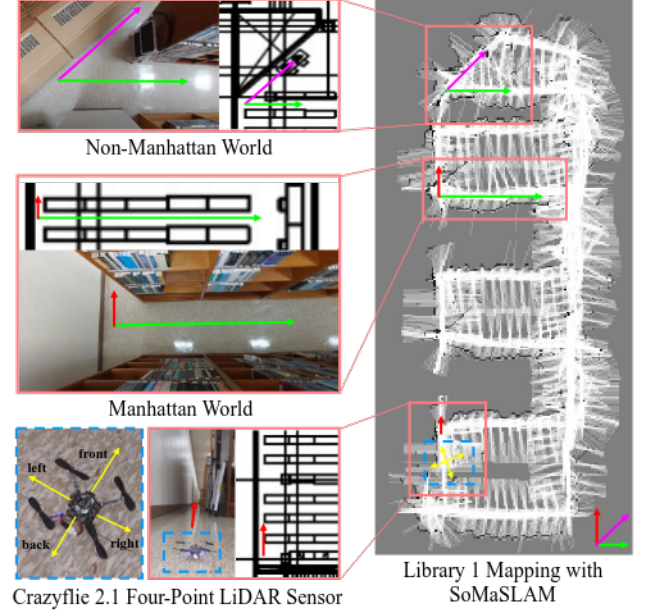 Non-Manhattan World
Manhattan World
front
left
back
right
Crazyflie 2.1 Four-Point LiDAR Sensor
Library 1 Mapping with
SoMaSLAM